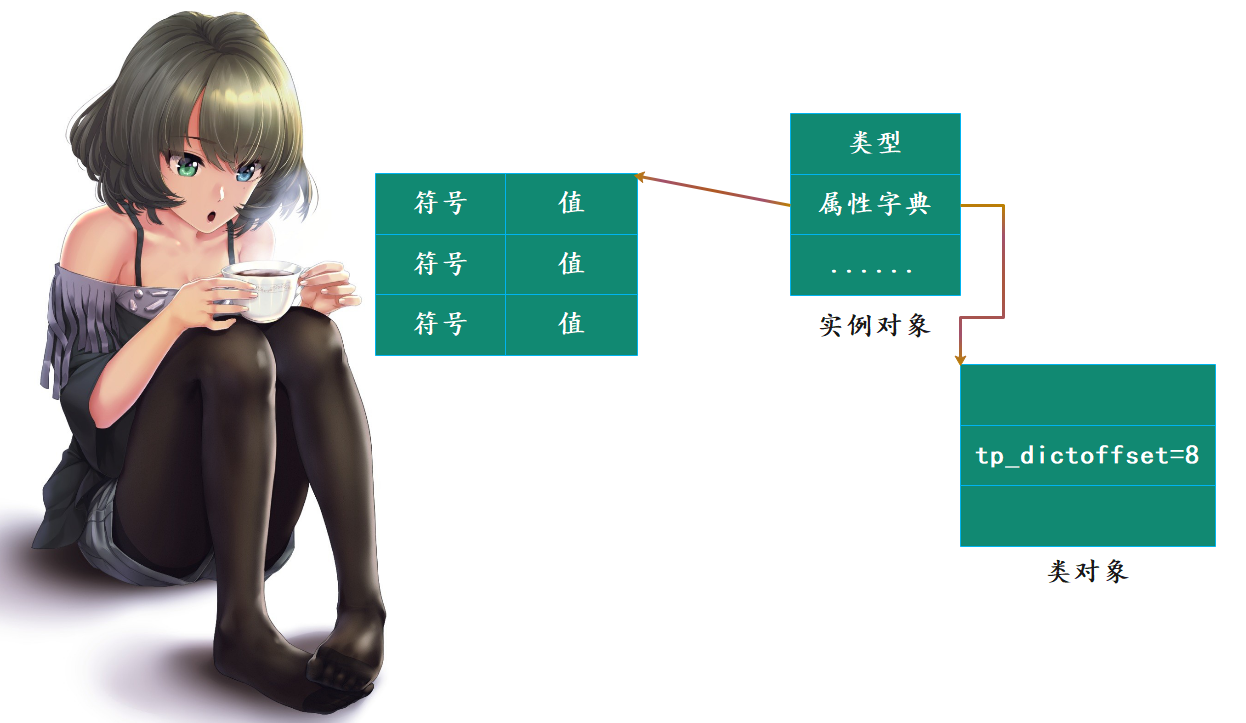 符号 值
符号 值
符号 值
类型
属性字典
......
实例对象
tp_dictoffset=8
类对象